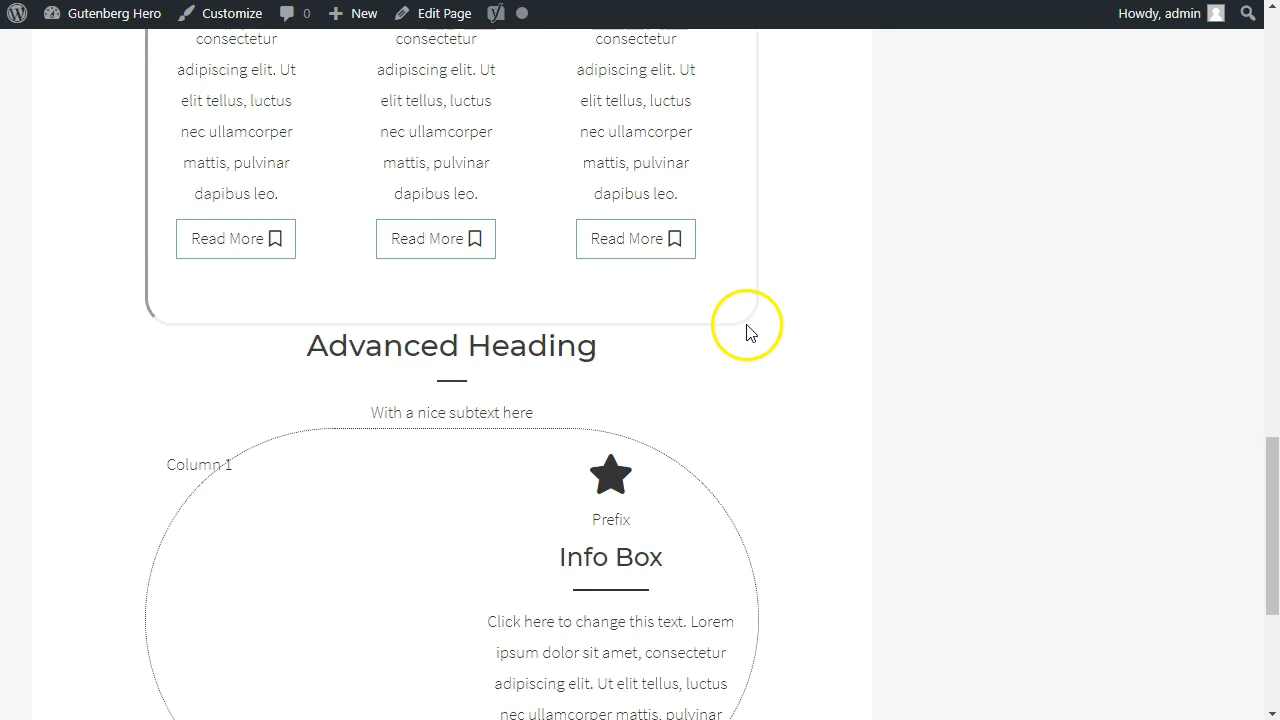 Gutenberg Hero Customize 0 New Edit Page Howdy, admin
consectetur
adipiscing elit. Ut
elit tellus, luctus
nec ullamcorper
mattis, pulvinar
dapibus leo.
Read More
consectetur
adipiscing elit. Ut
elit tellus, luctus
nec ullamcorper
mattis, pulvinar
dapibus leo.
Read More
consectetur
adipiscing elit. Ut
elit tellus, luctus
nec ullamcorper
mattis, pulvinar
dapibus leo.
Read More
Advanced Heading
With a nice subtext here
Column 1
Prefix
Info Box
Click here to change this text. Lorem
ipsum dolor sit amet, consectetur
adipiscing elit. Ut elit tellus, luctus
nec ullamcorper mattis, pulvinar